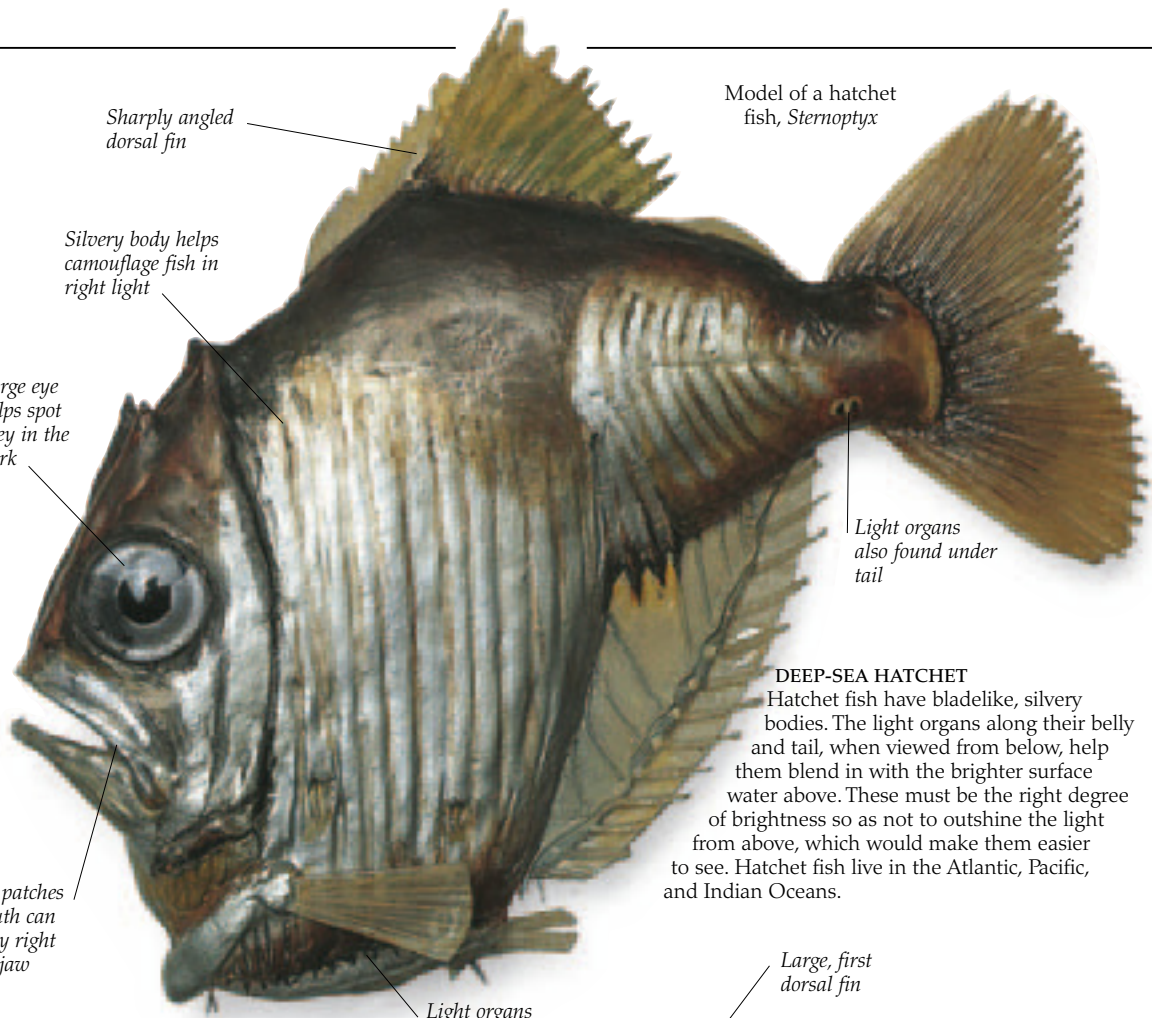 Model of a hatchet
fish, Sternoptyx
Sharply angled
dorsal fin
Silvery body helps
camouflage fish in
right light
eye
spot
in the
Light organs
also found under
tail
DEEP-SEA HATCHET
Hatchet fish have bladelike, silvery
bodies. The light organs along their belly
and tail, when viewed from below, help
them blend in with the brighter surface
water above. These must be the right degree
of brightness so as not to outshine the light
from above, which would make them easier
to see. Hatchet fish live in the Atlantic, Pacific,
and Indian Oceans.
patches
can
right
jaw
Large, first
dorsal fin
Light organs